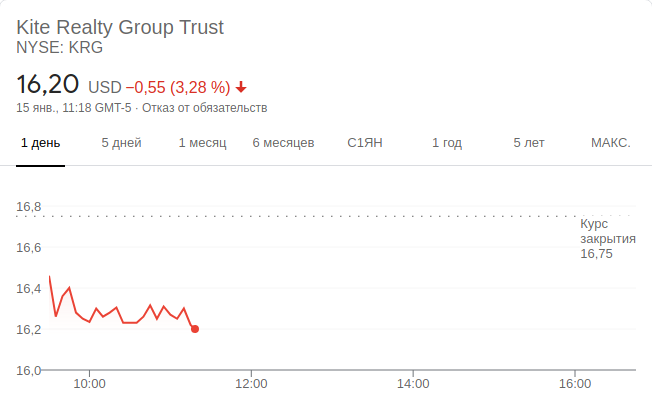 Kite Realty Group Trust
NYSE: KRG
16,20 USD −0,55 (3,28 %)
15 янв., 11:18 GMT-5 · Отказ от обязательств
1 день 5 дней 1 месяц 6 месяцев С1ЯН 1 год 5 лет МАКС.
16,8
Курс
закрытия
16,75
16,6
16,4
16,2
16,0
10:00 12:00 14:00 16:00